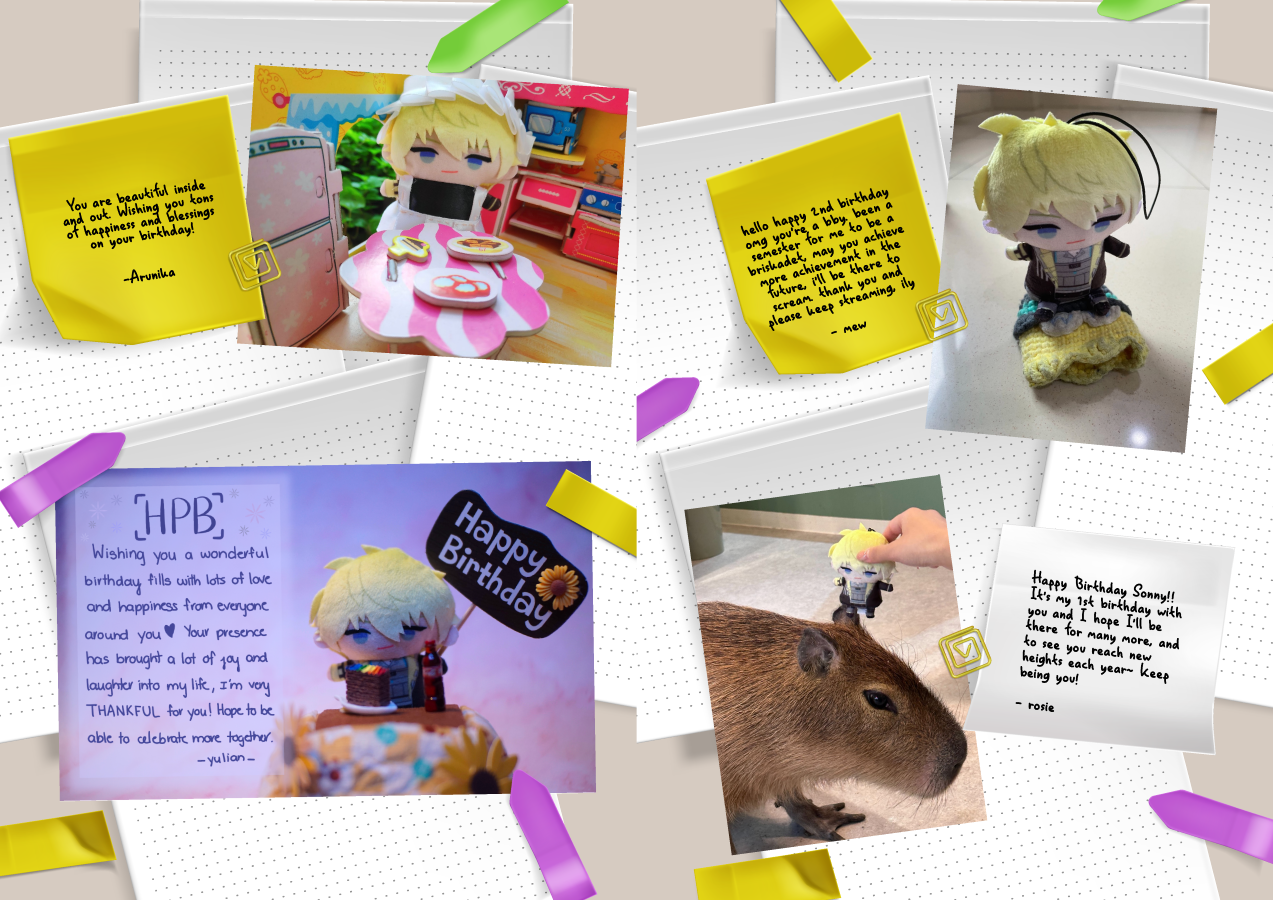 You are beautiful inside
and out. Wishing you tons
of happiness and blessings
on your birthday!
-Arunika
hello happy 2nd birthday
omg you're, a bby. been a
semester for me to be a
briskadet, may you achieve
more achievement in the
future, i'll be there to
scream. thank you and
please keep streaming, ily
- mew
[HPB]
Wishing you a wonderful
birthday fills with lots of love
and happiness from everyone
around you♥ Your presence
has brought a lot of joy and
laughter into my life, I'm very
THANKFUL for you! Hope to be
able to celebrate more together.
-yulian-
Happy
Birthday
Happy Birthday Sonny!!
It's my 1st birthday with
you and I hope I'll be
there for many more, and
to see you reach new
heights each year~ Keep
being you!
- rosie